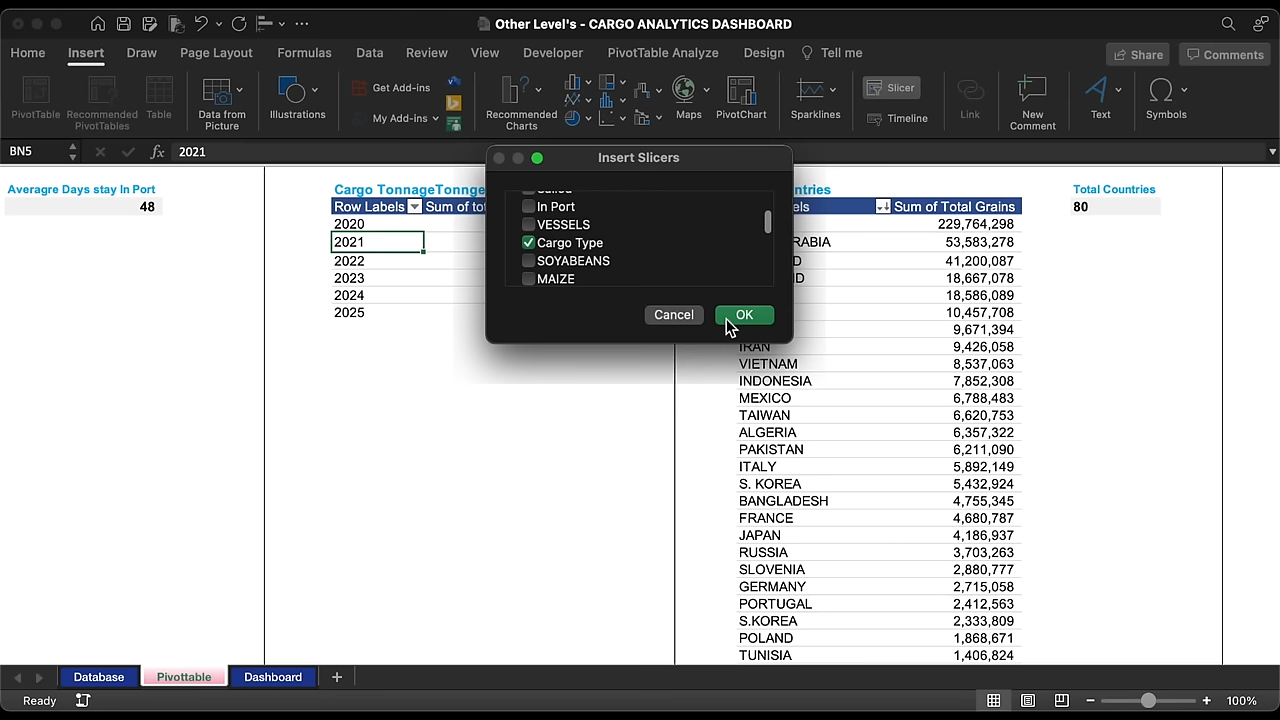 Other Level's - CARGO ANALYTICS DASHBOARD
Home Insert Draw Page Layout Formulas Data Review View Developer PivotTable Analyze Design Tell me Share Comments
PivotTable
Recommended PivotTables
Table
Data from Picture
Illustrations
Get Add-ins
My Add-ins
Recommended Charts
Maps
PivotChart
Sparklines
Slicer
Timeline
Link
New Comment
Text
Symbols
BN5 fx 2021
Averagre Days stay In Port
48
Cargo TonnageTonnge
Row Labels Sum of
2020
2021
2022
2023
2024
2025
Insert Slicers
In Port
VESSELS
Cargo Type
SOYABEANS
MAIZE
Cancel OK
Sum of Total Grains
229,764,298
53,583,278
41,200,087
18,667,078
18,586,089
10,457,708
9,671,394
IRAN 9,426,058
VIETNAM 8,537,063
INDONESIA 7,852,308
MEXICO 6,788,483
TAIWAN 6,620,753
ALGERIA 6,357,322
PAKISTAN 6,211,090
ITALY 5,892,149
S. KOREA 5,432,924
BANGLADESH 4,755,345
FRANCE 4,680,787
JAPAN 4,186,937
RUSSIA 3,703,263
SLOVENIA 2,880,777
GERMANY 2,715,058
PORTUGAL 2,412,563
S.KOREA 2,333,809
POLAND 1,868,671
TUNISIA 1,406,824
Total Countries
80
Database Pivottable Dashboard
Ready 100%